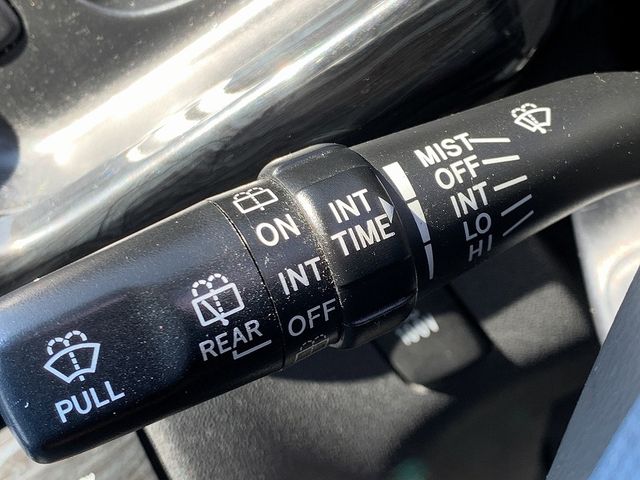 MIST
OFF
INT
LO
HI
INT
TIME
ON
INT
OFF
REAR
PULL